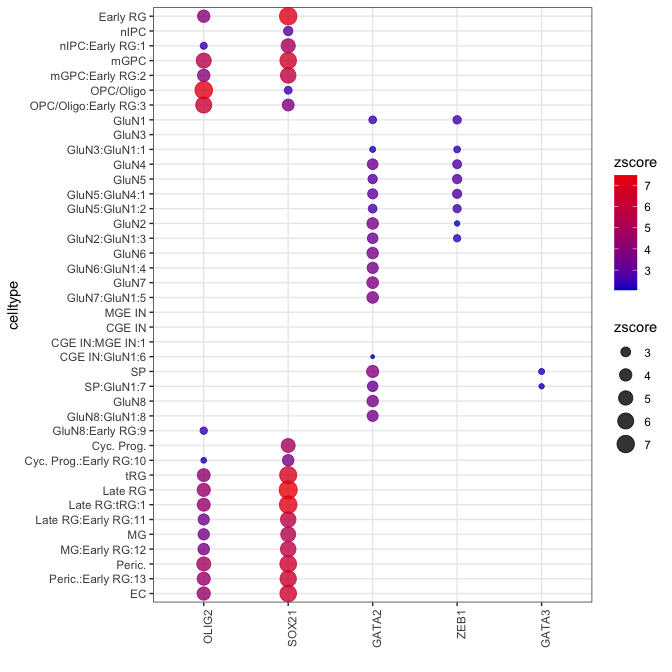 celltype
Early RG
nIPC
nIPC:Early RG:1
mGPC
mGPC:Early RG:2
OPC/Oligo
OPC/Oligo:Early RG:3
GluN1
GluN3
GluN3:GluN1:1
GluN4
GluN5
GluN5:GluN4:1
GluN5:GluN1:2
GluN2
GluN2:GluN1:3
GluN6
GluN6:GluN1:4
GluN7
GluN7:GluN1:5
MGE IN
CGE IN
CGE IN:MGE IN:1
CGE IN:GluN1:6
SP
SP:GluN1:7
GluN8
GluN8:GluN1:8
GluN8:Early RG:9
Cyc. Prog.
Cyc. Prog.:Early RG:10
tRG
Late RG
Late RG:tRG:1
Late RG:Early RG:11
MG
MG:Early RG:12
Peric.
Peric.:Early RG:13
EC
OLIG2
SOX21
GATA2
ZEB1
GATA3
zscore
7
6
5
4
3
zscore
3
4
5
6
7